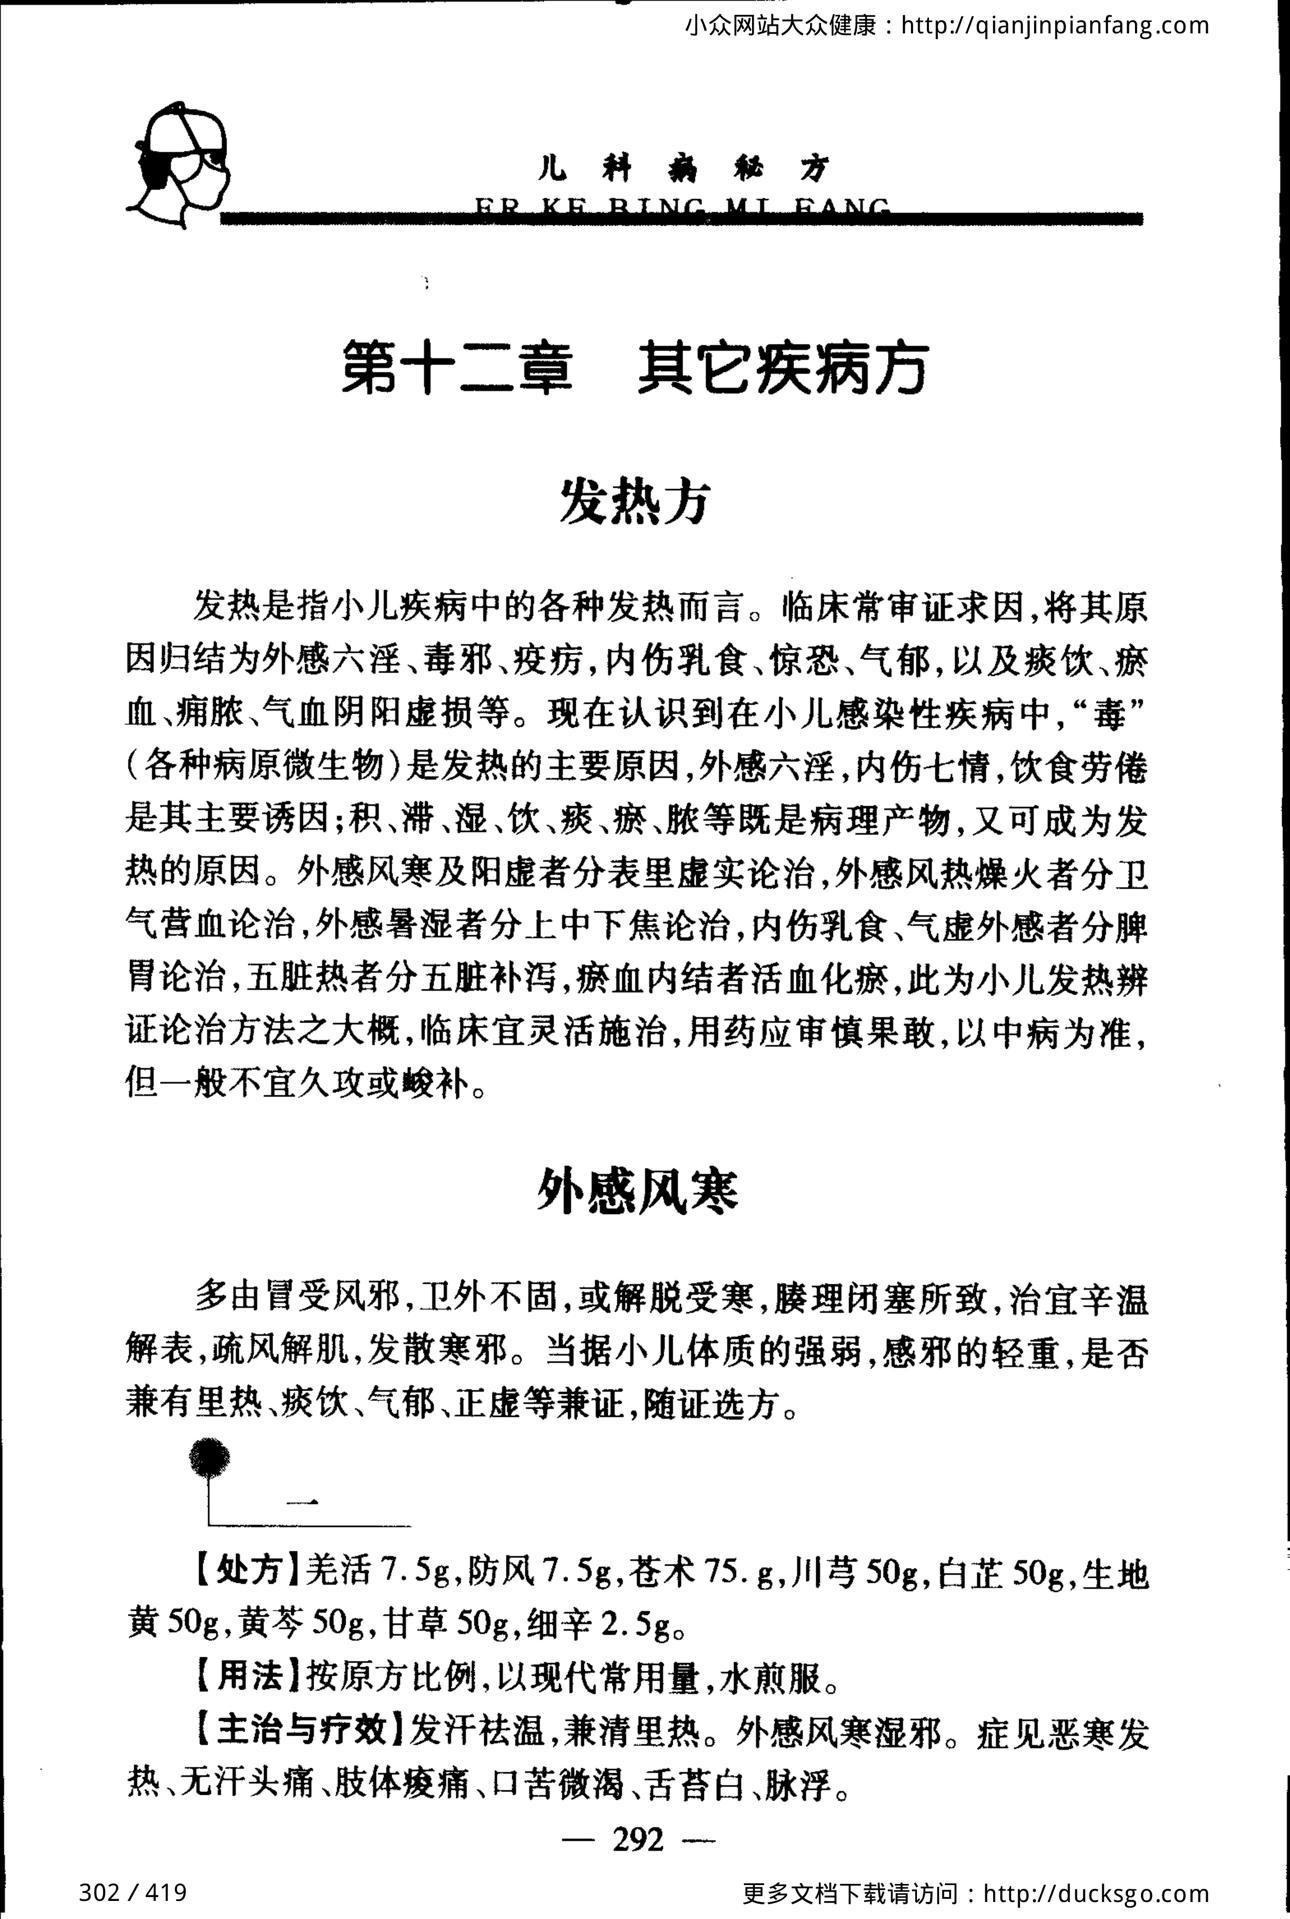 小众网站大众健康：http://qianjinpianfang.com
儿科病秘方
ER KE BING MI FANG
第十二章　其它疾病方
发热方
发热是指小儿疾病中的各种发热而言。临床常审证求因,将其原
因归结为外感六淫、毒邪、疫疠,内伤乳食、惊恐、气郁,以及痰饮、瘀
血、痈脓、气血阴阳虚损等。现在认识到在小儿感染性疾病中,“毒”
(各种病原微生物)是发热的主要原因,外感六淫,内伤七情,饮食劳倦
是其主要诱因;积、滞、湿、饮、痰、瘀、脓等既是病理产物,又可成为发
热的原因。外感风寒及阳虚者分表里虚实论治,外感风热燥火者分卫
气营血论治,外感暑湿者分上中下焦论治,内伤乳食、气虚外感者分脾
胃论治,五脏热者分五脏补泻,瘀血内结者活血化瘀,此为小儿发热辨
证论治方法之大概,临床宜灵活施治,用药应审慎果敢,以中病为准,
但一般不宜久攻或峻补。
外感风寒
多由冒受风邪,卫外不固,或解脱受寒,腠理闭塞所致,治宜辛温
解表,疏风解肌,发散寒邪。当据小儿体质的强弱,感邪的轻重,是否
兼有里热、痰饮、气郁、正虚等兼证,随证选方。
一
【处方】羌活 7.5g,防风 7.5g,苍术 75.g,川芎 50g,白芷 50g,生地
黄 50g,黄芩 50g,甘草 50g,细辛 2.5g。
【用法】按原方比例,以现代常用量,水煎服。
【主治与疗效】发汗祛温,兼清里热。外感风寒湿邪。症见恶寒发
热、无汗头痛、肢体痠痛、口苦微渴、舌苔白、脉浮。
— 292 —
302 / 419
更多文档下载请访问：http://ducksgo.com